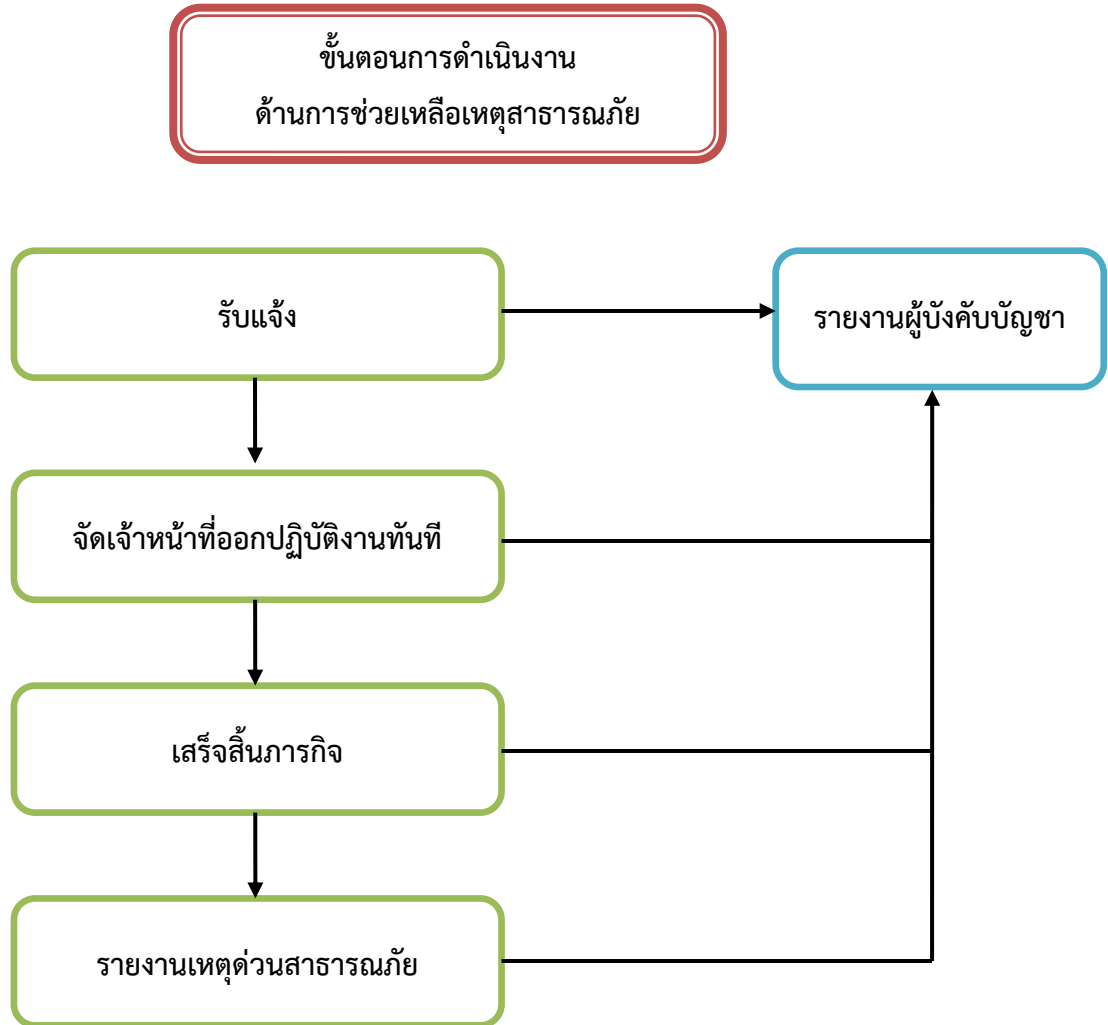 ขั้นตอนการดำเนินงาน
ด้านการช่วยเหลือเหตุสาธารณภัย
รับแจ้ง
รายงานผู้บังคับบัญชา
จัดเจ้าหน้าที่ออกปฏิบัติงานทันที
เสร็จสิ้นภารกิจ
รายงานเหตุด่วนสาธารณภัย